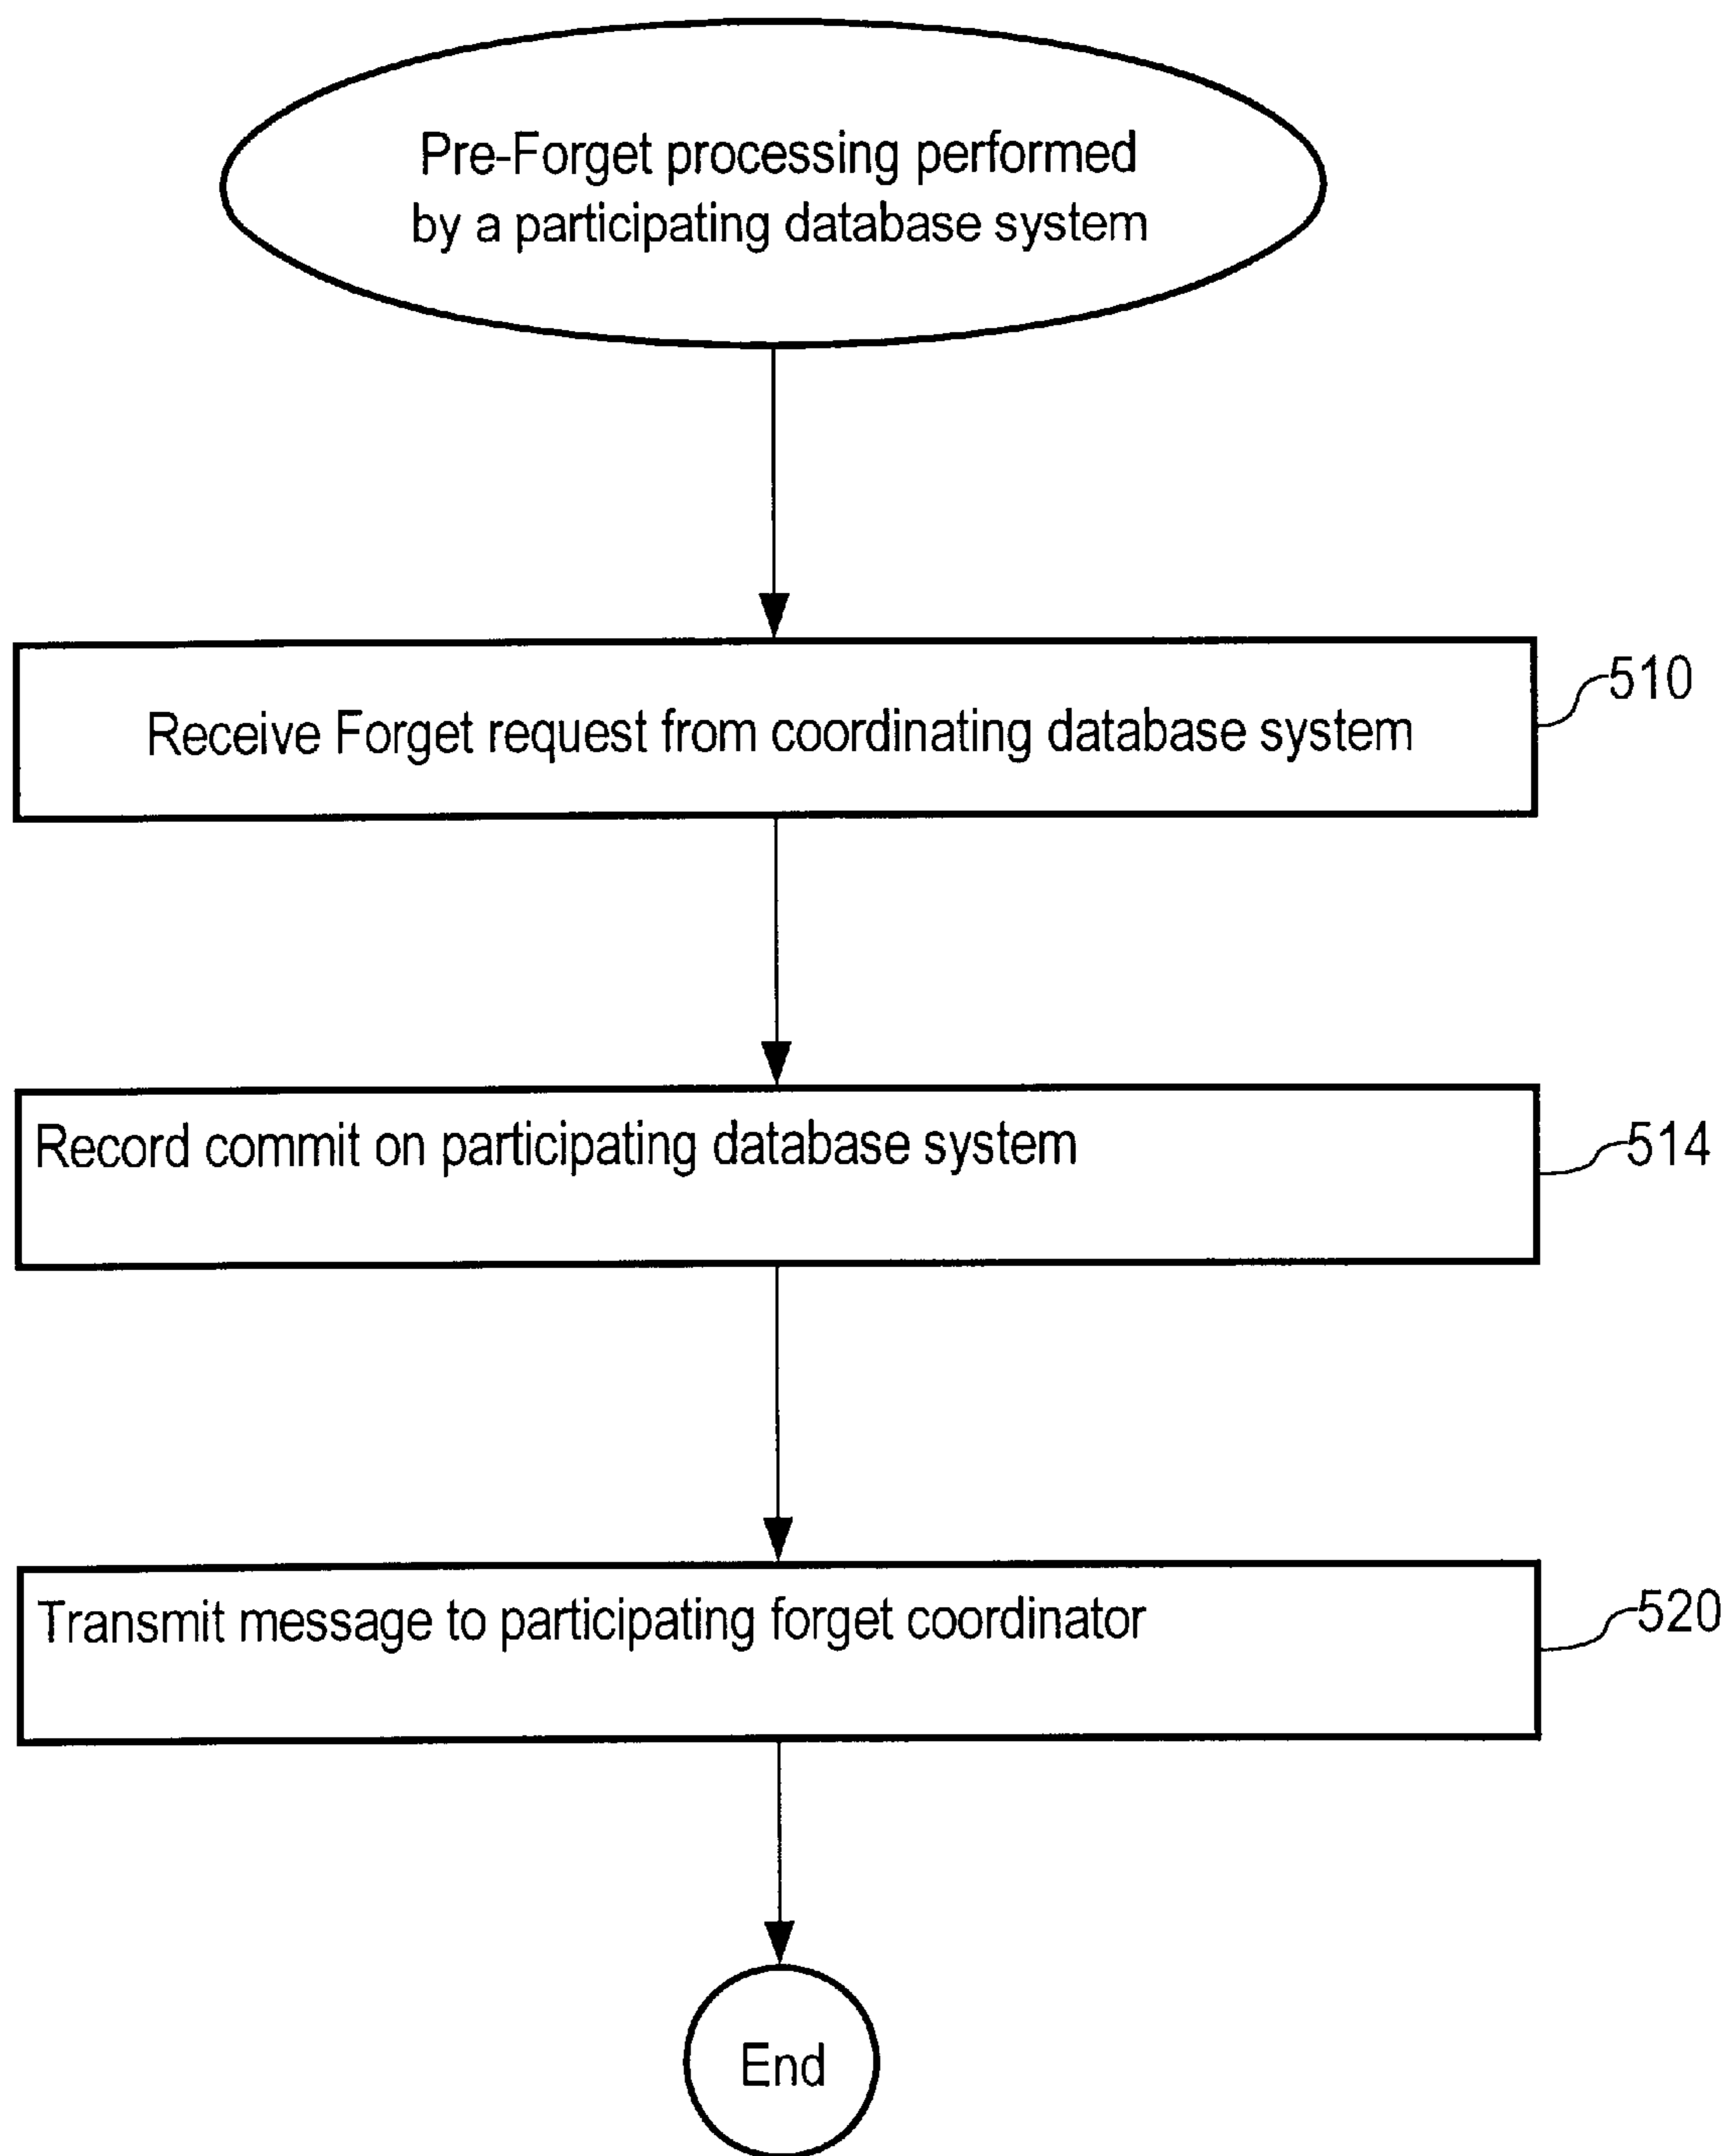 Pre-Forget processing performed
by a participating database system
Receive Forget request from coordinating database system
510
Record commit on participating database system
514
Transmit message to participating forget coordinator
520
End